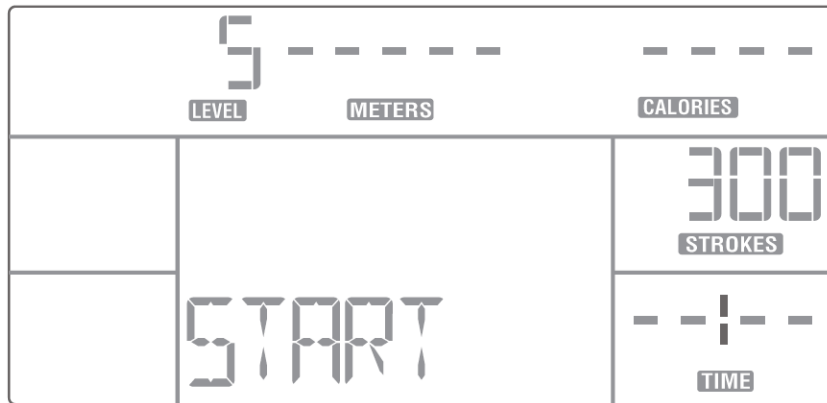 5 ----- ----
LEVEL METERS CALORIES
300
STROKES
START
--:--
TIME